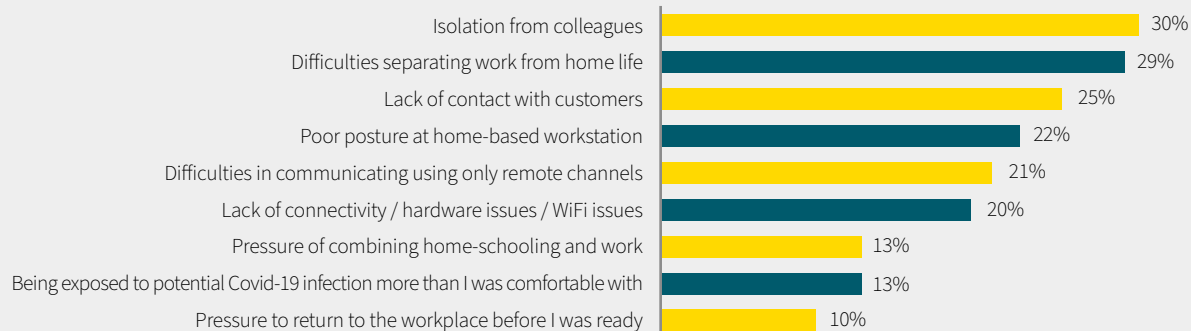 Isolation from colleagues 30%
Difficulties separating work from home life 29%
Lack of contact with customers 25%
Poor posture at home-based workstation 22%
Difficulties in communicating using only remote channels 21%
Lack of connectivity / hardware issues / WiFi issues 20%
Pressure of combining home-schooling and work 13%
Being exposed to potential Covid-19 infection more than I was comfortable with 13%
Pressure to return to the workplace before I was ready 10%